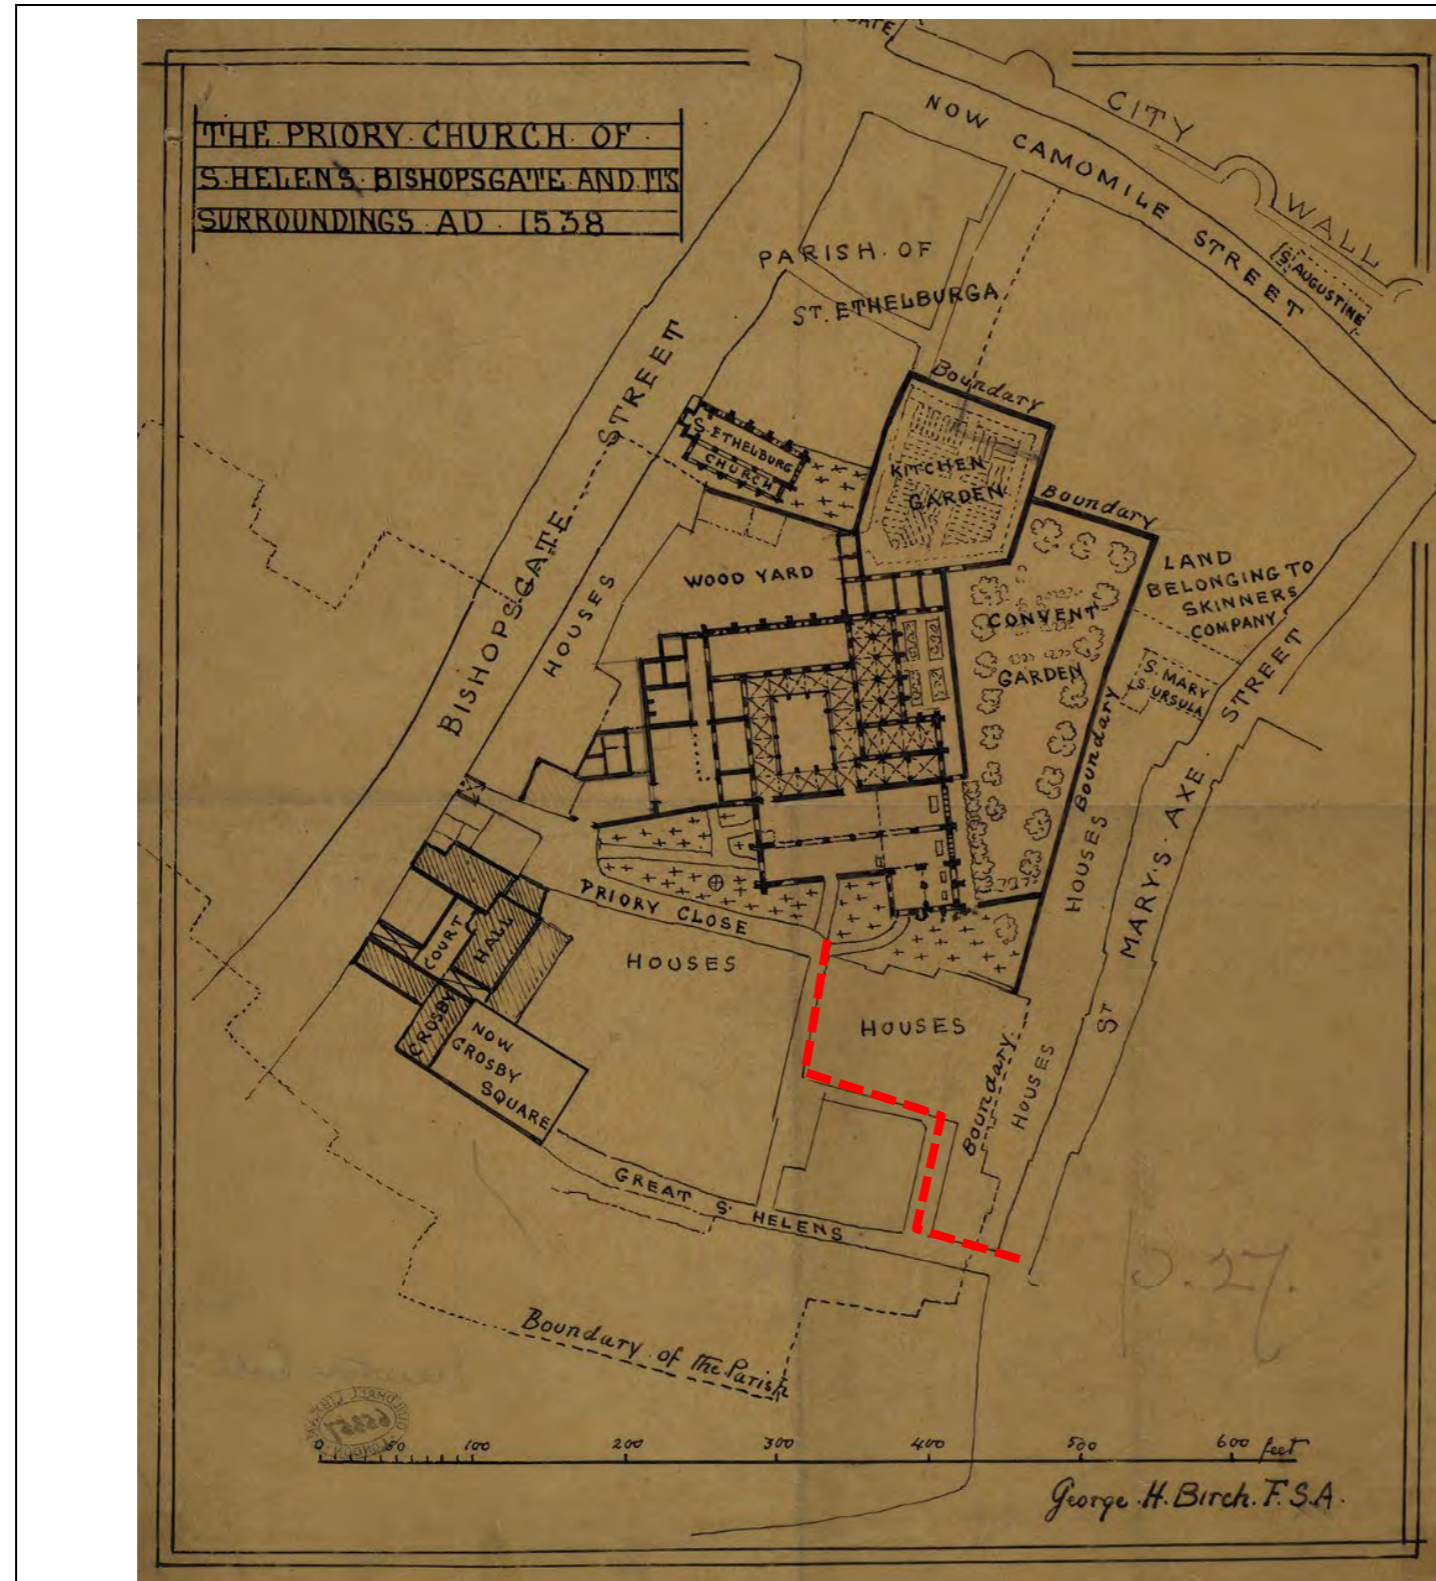 THE PRIORY CHURCH OF
S. HELENS BISHOPSGATE AND ITS
SURROUNDINGS AD 1538
GATE
CITY
WALL
NOW CAMOMILE STREET
S. AUGUSTINE
PARISH OF
ST. ETHELBURGA
Boundary
BISHOPSGATE STREET
HOUSES
S. ETHELBURG
CHURCH
KITCHEN
GARDEN
Boundary
WOOD YARD
CONVENT
GARDEN
LAND
BELONGING TO
SKINNERS
COMPANY
S. MARY
S. URSULA
Boundary
HOUSES
ST MARY.S. AXE STREET
PRIORY CLOSE
HOUSES
COURT
HALL
CROSBY
NOW
CROSBY
SQUARE
HOUSES
Boundary
HOUSES
GREAT S. HELENS
Boundary of the Parish
P. 27.
0 50 100 200 300 400 500 600 feet
George . H. Birch. F. S. A.